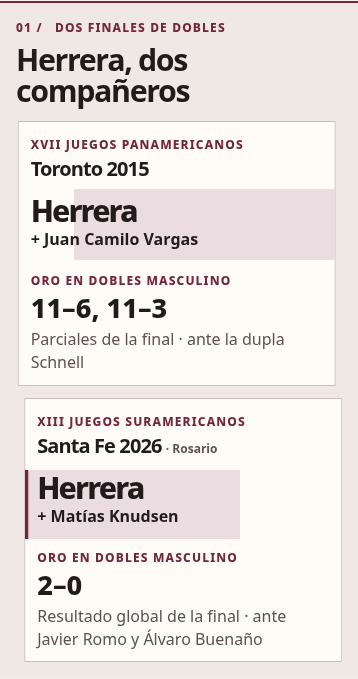 01 / DOS FINALES DE DOBLES
Herrera, dos
compañeros
XVII JUEGOS PANAMERICANOS
Toronto 2015
Herrera
+ Juan Camilo Vargas
ORO EN DOBLES MASCULINO
11–6, 11–3
Parciales de la final · ante la dupla
Schnell
XIII JUEGOS SURAMERICANOS
Santa Fe 2026 · Rosario
Herrera
+ Matías Knudsen
ORO EN DOBLES MASCULINO
2–0
Resultado global de la final · ante
Javier Romo y Álvaro Buenaño